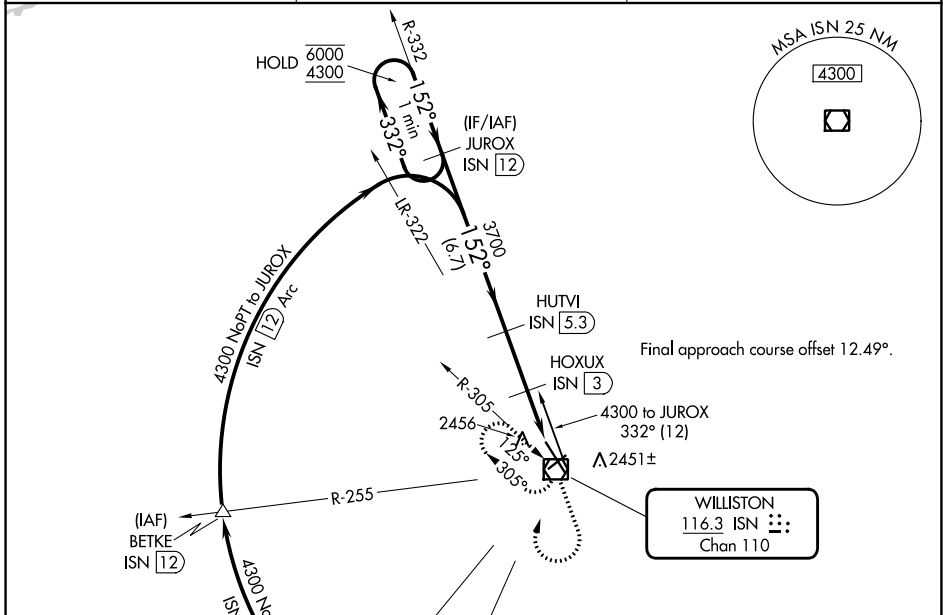 MSA ISN 25 NM
4300
R-332
HOLD 6000
4300
152°
1 min
332°
(IF/IAF)
JUROX
ISN 12
LR-322
3700
152°
(6.7)
4300 NoPT to JUROX
ISN 12 Arc
HUTVI
ISN 5.3
Final approach course offset 12.49°.
HOXUX
ISN 3
R-305
4300 to JUROX
332° (12)
2456
125°
305°
2451±
R-255
(IAF)
BETKE
ISN 12
WILLISTON
116.3 ISN
Chan 110
4300 No
ISN